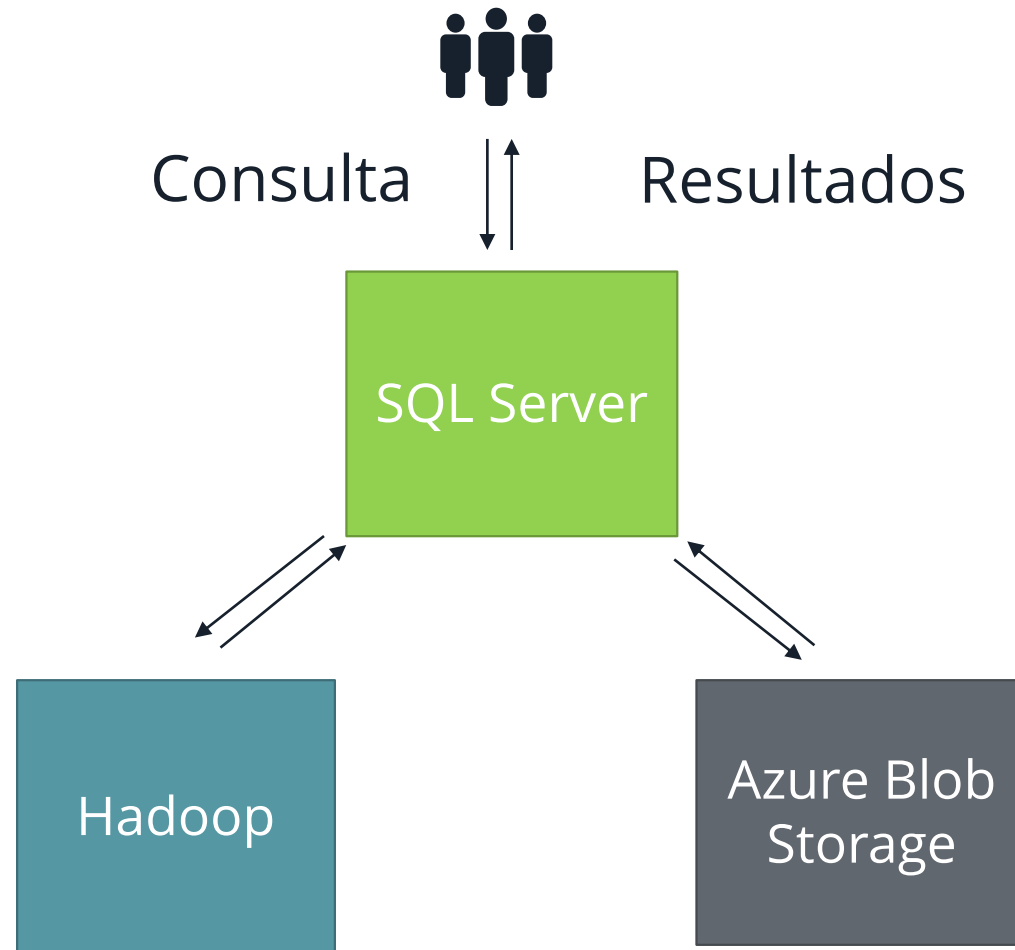 Consulta
Resultados
SQL Server
Hadoop
Azure Blob
Storage